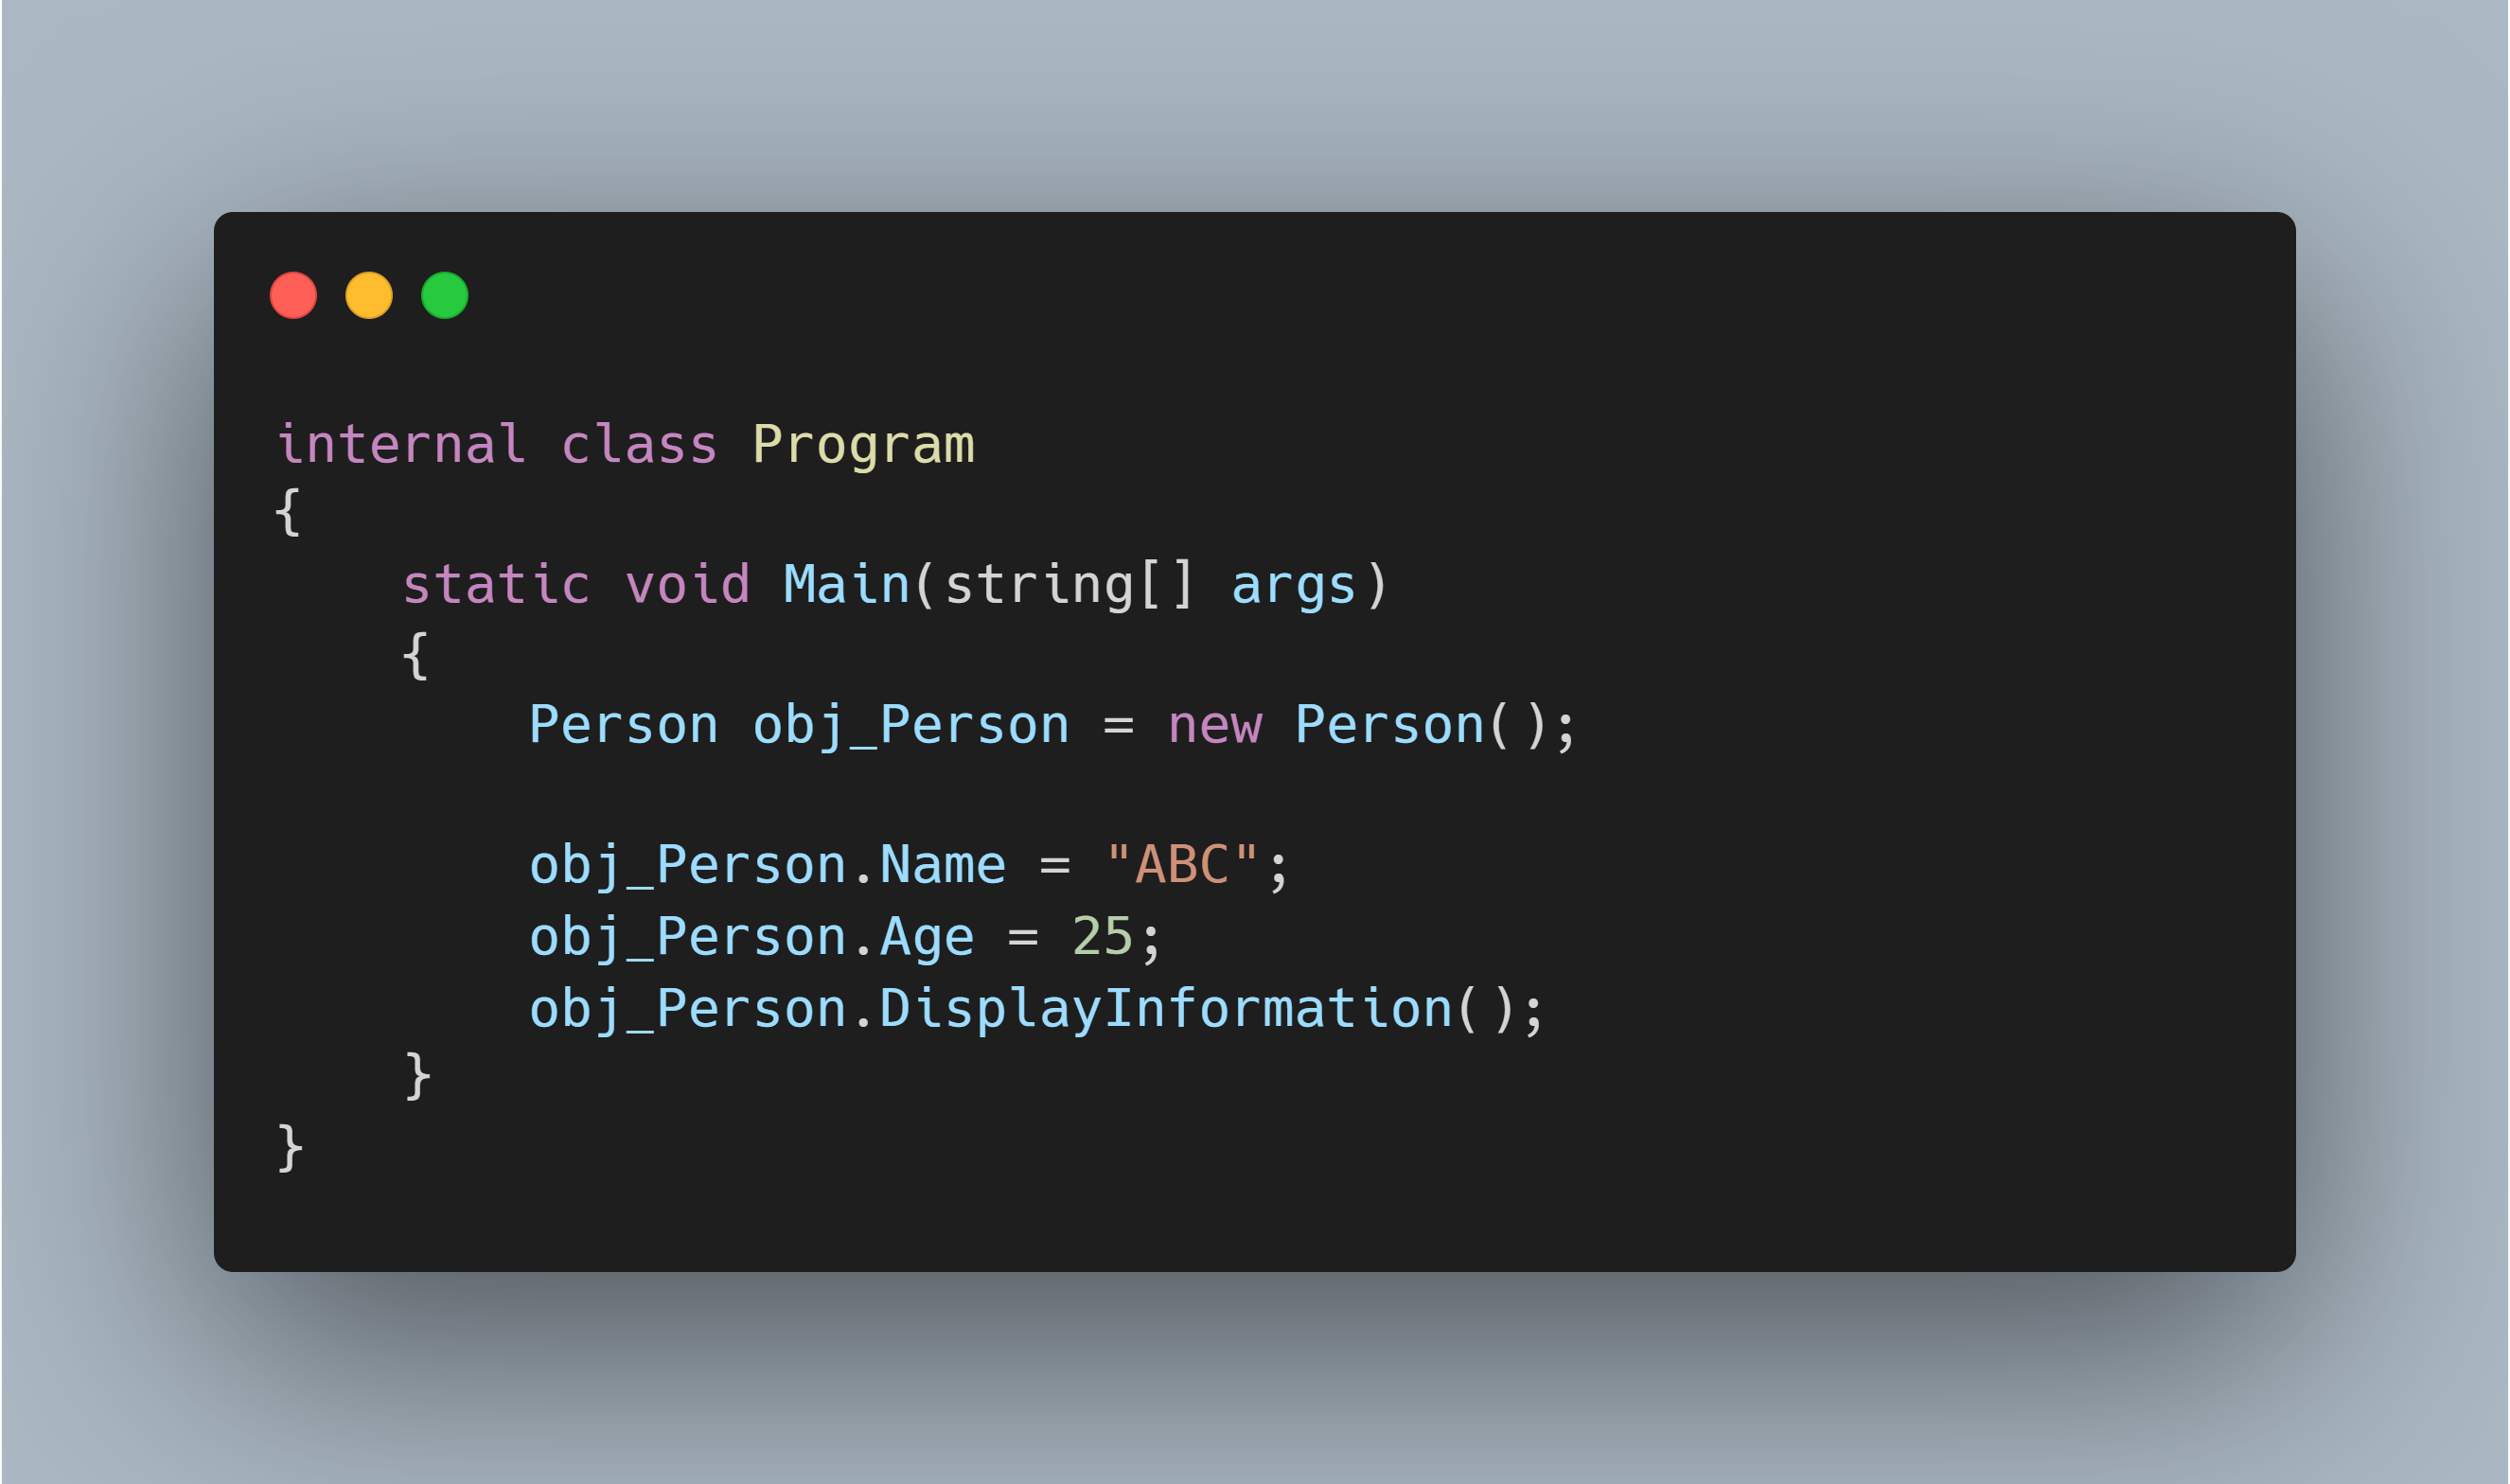 internal class Program
{
    static void Main(string[] args)
    {
        Person obj_Person = new Person();

        obj_Person.Name = "ABC";
        obj_Person.Age = 25;
        obj_Person.DisplayInformation();
    }
}